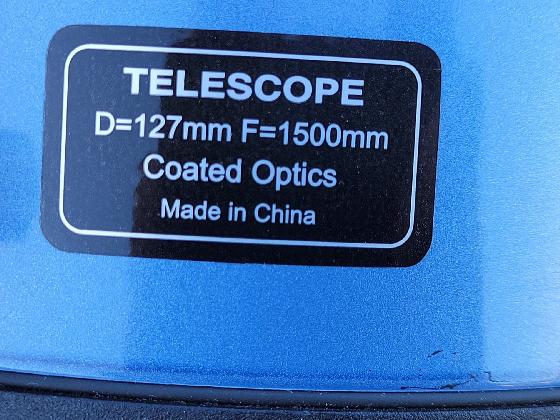 TELESCOPE
D=127mm F=1500mm
Coated Optics
Made in China